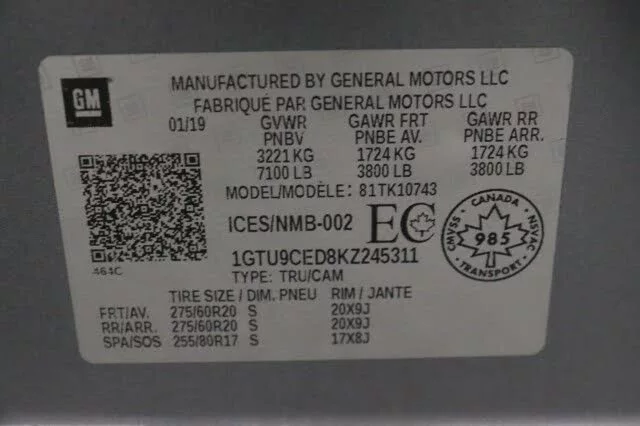 GM
MANUFACTURED BY GENERAL MOTORS LLC
FABRIQUÉ PAR GENERAL MOTORS LLC
01/19 GVWR GAWR FRT GAWR RR
PNBV PNBE AV. PNBE ARR.
3221 KG 1724 KG 1724 KG
7100 LB 3800 LB 3800 LB
MODEL/MODÈLE: 81TK10743
ICES/NMB-002 EC
CANADA
CMVSS 985 NSVAC
TRANSPORT
464C
1GTU9CED8KZ245311
TYPE: TRU/CAM
TIRE SIZE / DIM. PNEU RIM / JANTE
FRT/AV. 275/60R20 S 20X9J
RR/ARR. 275/60R20 S 20X9J
SPA/SOS 255/80R17 S 17X8J